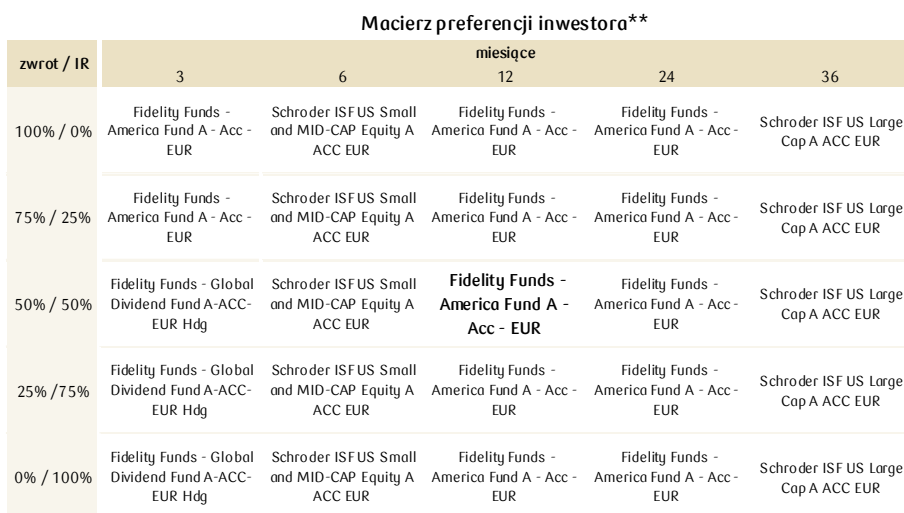 Macierz preferencji inwestora**
zwrot / IR
miesiące
3 6 12 24 36
100% / 0%
Fidelity Funds -
America Fund A - Acc -
EUR
Schroder ISF US Small
and MID-CAP Equity A
ACC EUR
Fidelity Funds -
America Fund A - Acc -
EUR
Fidelity Funds -
America Fund A - Acc -
EUR
Schroder ISF US Large
Cap A ACC EUR
75% / 25%
Fidelity Funds -
America Fund A - Acc -
EUR
Schroder ISF US Small
and MID-CAP Equity A
ACC EUR
Fidelity Funds -
America Fund A - Acc -
EUR
Fidelity Funds -
America Fund A - Acc -
EUR
Schroder ISF US Large
Cap A ACC EUR
50% / 50%
Fidelity Funds - Global
Dividend Fund A-ACC-
EUR Hdg
Schroder ISF US Small
and MID-CAP Equity A
ACC EUR
Fidelity Funds -
America Fund A -
Acc - EUR
Fidelity Funds -
America Fund A - Acc -
EUR
Schroder ISF US Large
Cap A ACC EUR
25% /75%
Fidelity Funds - Global
Dividend Fund A-ACC-
EUR Hdg
Schroder ISF US Small
and MID-CAP Equity A
ACC EUR
Fidelity Funds -
America Fund A - Acc -
EUR
Fidelity Funds -
America Fund A - Acc -
EUR
Schroder ISF US Large
Cap A ACC EUR
0% / 100%
Fidelity Funds - Global
Dividend Fund A-ACC-
EUR Hdg
Schroder ISF US Small
and MID-CAP Equity A
ACC EUR
Fidelity Funds -
America Fund A - Acc -
EUR
Fidelity Funds -
America Fund A - Acc -
EUR
Schroder ISF US Large
Cap A ACC EUR